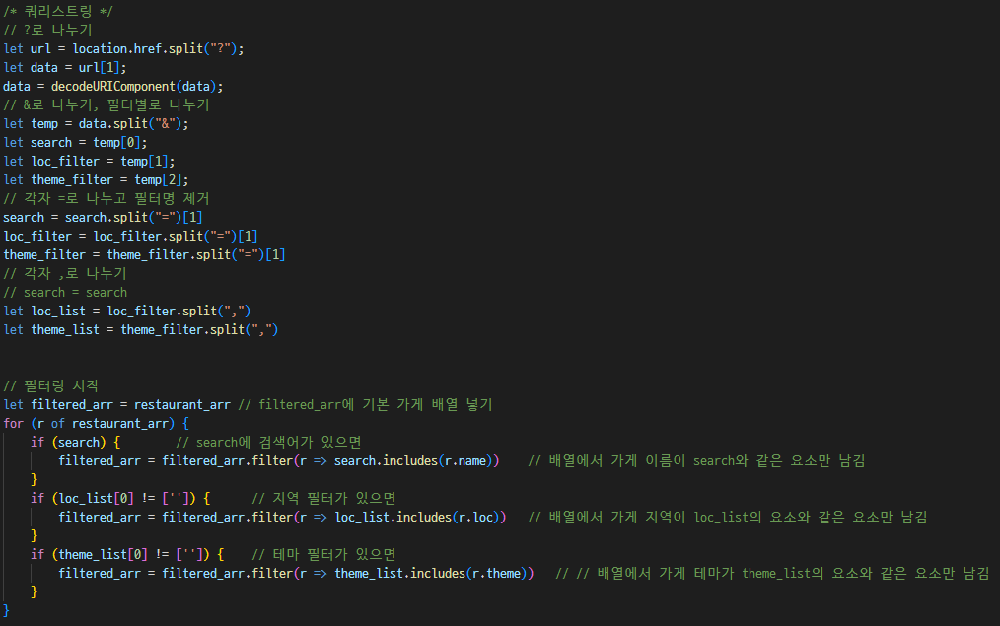 /* 쿼리스트링 */
// ?로 나누기
let url = location.href.split("?");
let data = url[1];
data = decodeURIComponent(data);
// &로 나누기, 필터별로 나누기
let temp = data.split("&");
let search = temp[0];
let loc_filter = temp[1];
let theme_filter = temp[2];
// 각자 =로 나누고 필터명 제거
search = search.split("=")[1]
loc_filter = loc_filter.split("=")[1]
theme_filter = theme_filter.split("=")[1]
// 각자 ,로 나누기
// search = search
let loc_list = loc_filter.split(",")
let theme_list = theme_filter.split(",")
// 필터링 시작
let filtered_arr = restaurant_arr // filtered_arr에 기본 가게 배열 넣기
for (r of restaurant_arr) {
    if (search) {        // search에 검색어가 있으면
        filtered_arr = filtered_arr.filter(r => search.includes(r.name))    // 배열에서 가게 이름이 search와 같은 요소만 남김
    }
    if (loc_list[0] != ['']) {      // 지역 필터가 있으면
        filtered_arr = filtered_arr.filter(r => loc_list.includes(r.loc))   // 배열에서 가게 지역이 loc_list의 요소와 같은 요소만 남김
    }
    if (theme_list[0] != ['']) {    // 테마 필터가 있으면
        filtered_arr = filtered_arr.filter(r => theme_list.includes(r.theme))   // // 배열에서 가게 테마가 theme_list의 요소와 같은 요소만 남김
    }
}